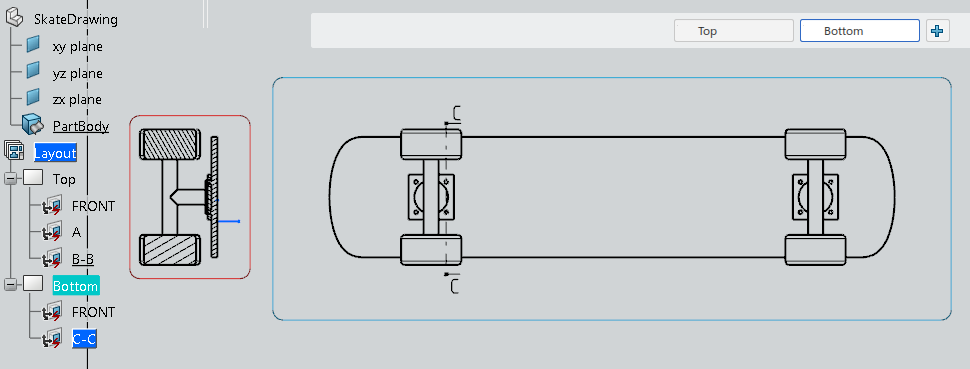 SkateDrawing
xy plane
yz plane
zx plane
PartBody
Layout
Top
FRONT
A
B-B
Bottom
FRONT
C-C
Top
Bottom
C
C